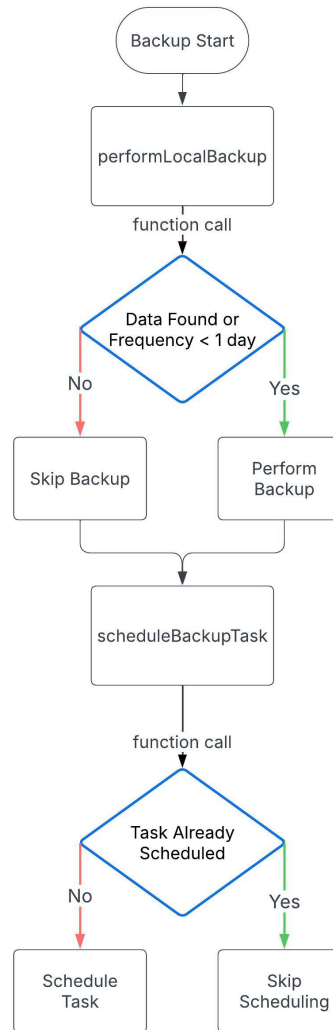 Backup Start
performLocalBackup
function call
Data Found or
Frequency < 1 day
No
Yes
Skip Backup
Perform
Backup
scheduleBackupTask
function call
Task Already
Scheduled
No
Yes
Schedule
Task
Skip
Scheduling